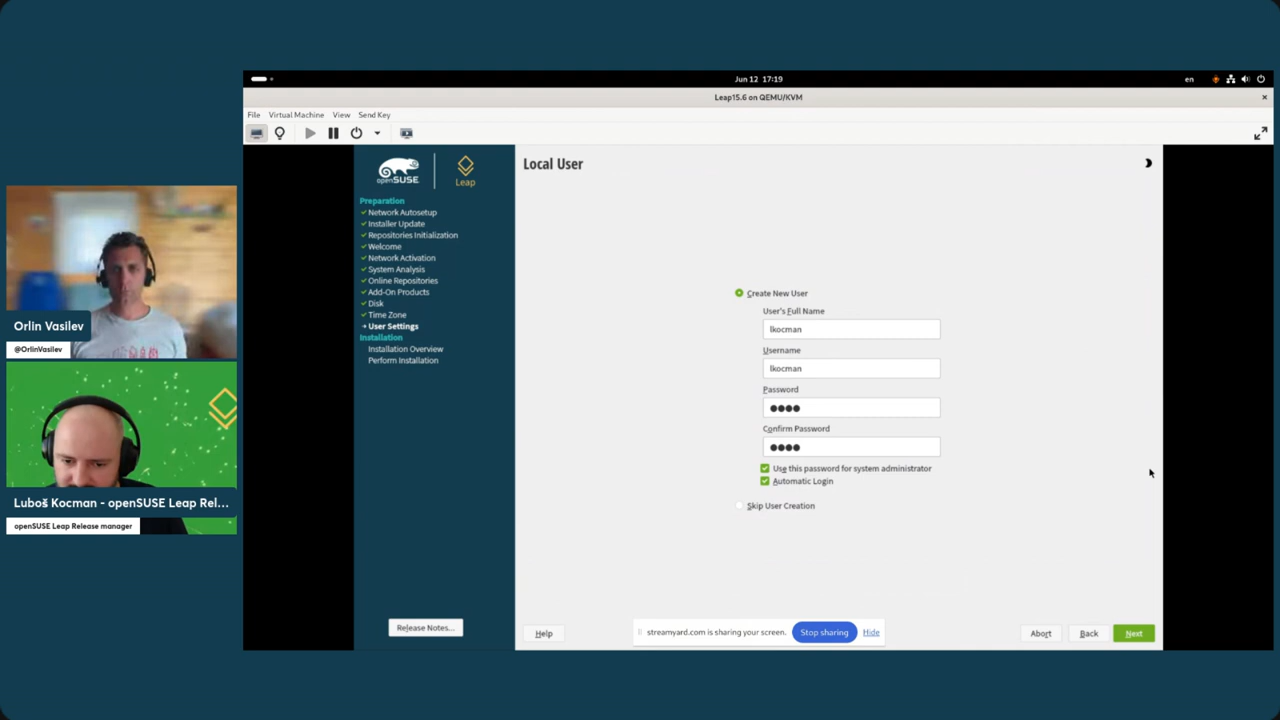 Jun 12 17:19
en
Leap15.6 on QEMU/KVM
File Virtual Machine View Send Key
openSUSE
Leap
Local User
Preparation
Network Autosetup
Installer Update
Repositories Initialization
Welcome
Network Activation
System Analysis
Online Repositories
Add-On Products
Disk
Time Zone
User Settings
Installation
Installation Overview
Perform Installation
Release Notes...
Create New User
User's Full Name
lkocman
Username
lkocman
Password
Confirm Password
Use this password for system administrator
Automatic Login
Skip User Creation
Help
streamyard.com is sharing your screen.
Stop sharing
Hide
Abort
Back
Next
Orlin Vasilev
@OrlinVasilev
Luboš Kocman - openSUSE Leap Rel...
openSUSE Leap Release manager